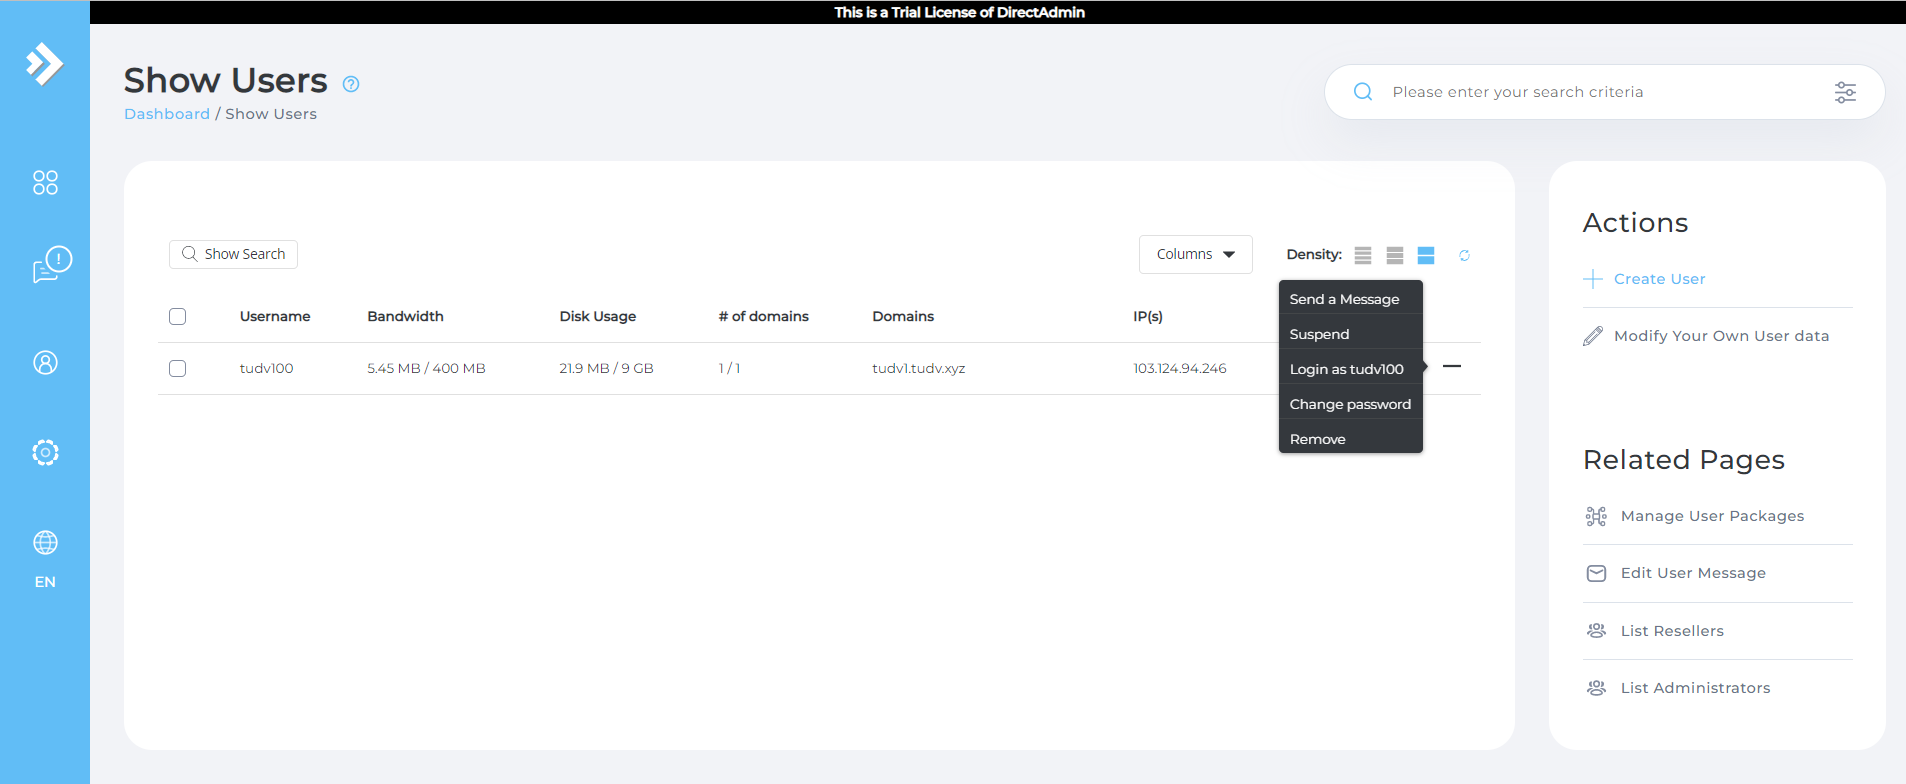 This is a Trial License of DirectAdmin
Show Users
Dashboard / Show Users
Please enter your search criteria
Show Search
Columns
Density:
Username Bandwidth Disk Usage # of domains Domains IP(s)
tudv100 5.45 MB / 400 MB 21.9 MB / 9 GB 1 / 1 tudv1.tudv.xyz 103.124.94.246
Send a Message
Suspend
Login as tudv100
Change password
Remove
Actions
Create User
Modify Your Own User data
Related Pages
Manage User Packages
Edit User Message
List Resellers
List Administrators
EN